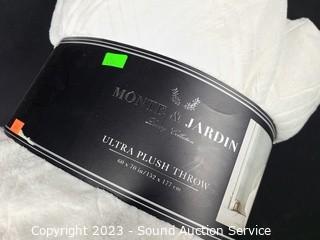 MONTE & JARDIN
Luxury Collection
ULTRA PLUSH THROW
60 x 70 in/152 x 177 cm
Copyright 2023 - Sound Auction Service